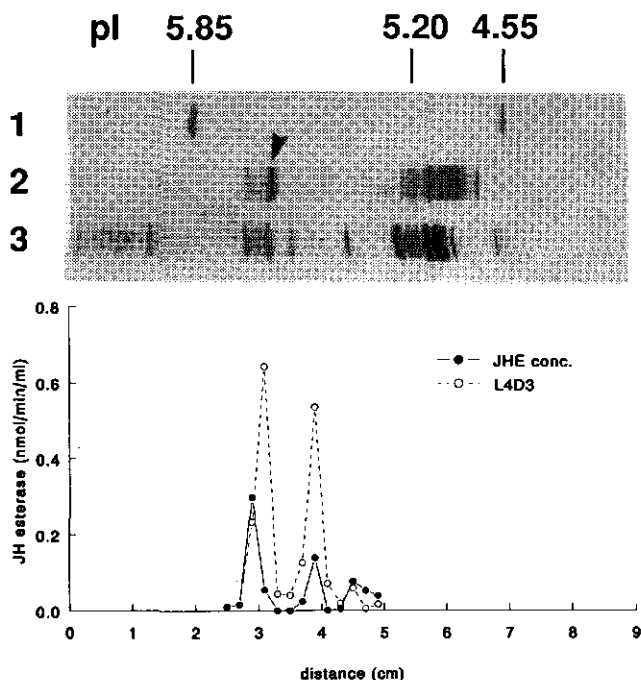 pI 5.85 5.20 4.55
1
2
3
0.8
0.6
0.4
0.2
0.0
JH esterase (nmol/min/ml)
JHE conc.
L4D3
0 1 2 3 4 5 6 7 8 9
distance (cm)